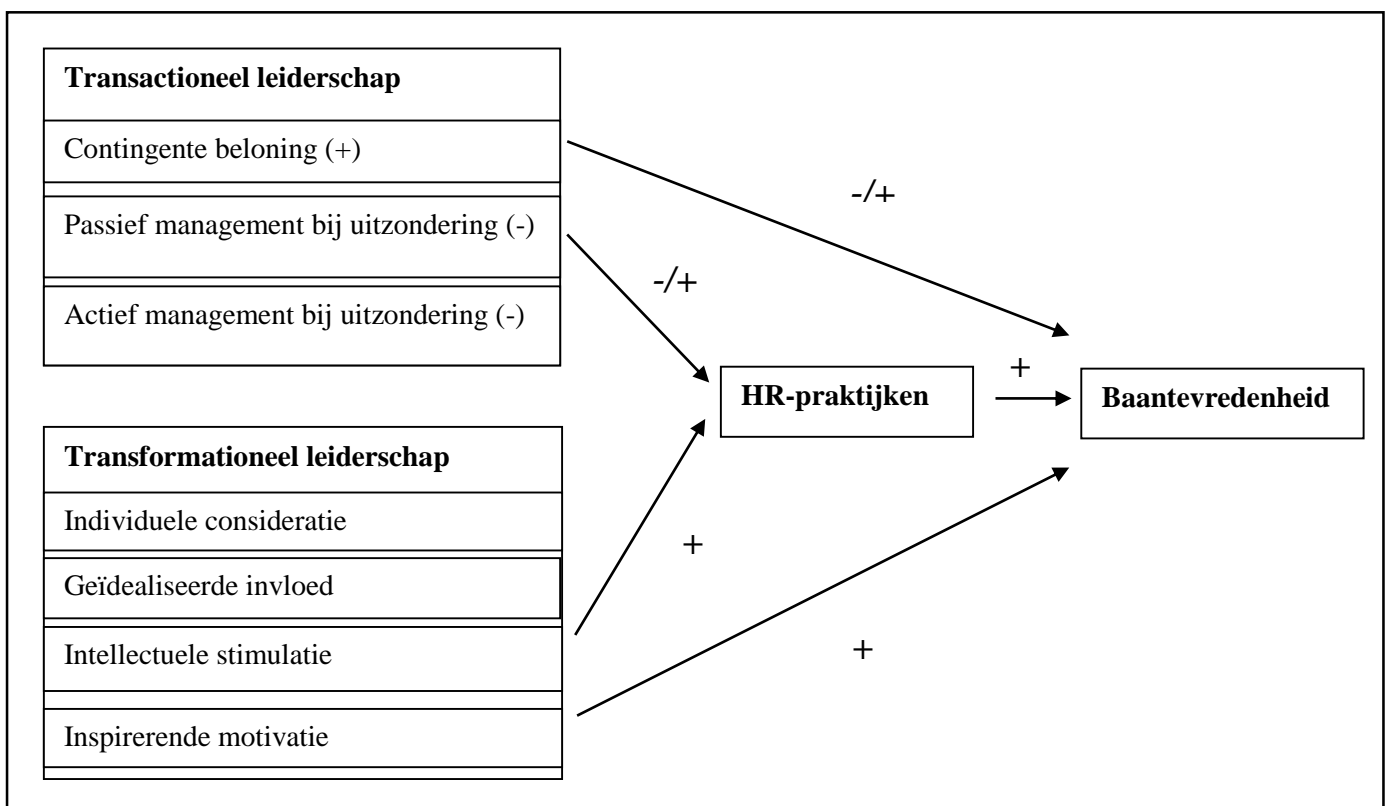 Transactioneel leiderschap
Contingente beloning (+)
Passief management bij uitzondering (-)
Actief management bij uitzondering (-)
-/+
-/+
HR-praktijken
+
Baantevredenheid
Transformationeel leiderschap
Individuele consideratie
Geïdealiseerde invloed
Intellectuele stimulatie
Inspirerende motivatie
+
+